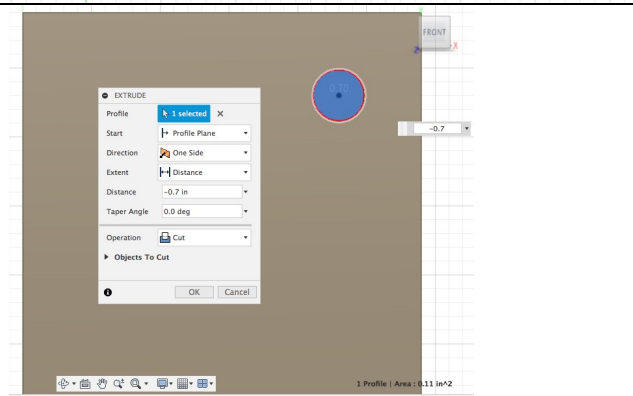 FRONT
X
Z
EXTRUDE
0.70
Profile 1 selected ×
-0.7
Start Profile Plane
Direction One Side
Extent Distance
Distance -0.7 in
Taper Angle 0.0 deg
Operation Cut
Objects To Cut
OK Cancel
1 Profile | Area : 0.11 in^2